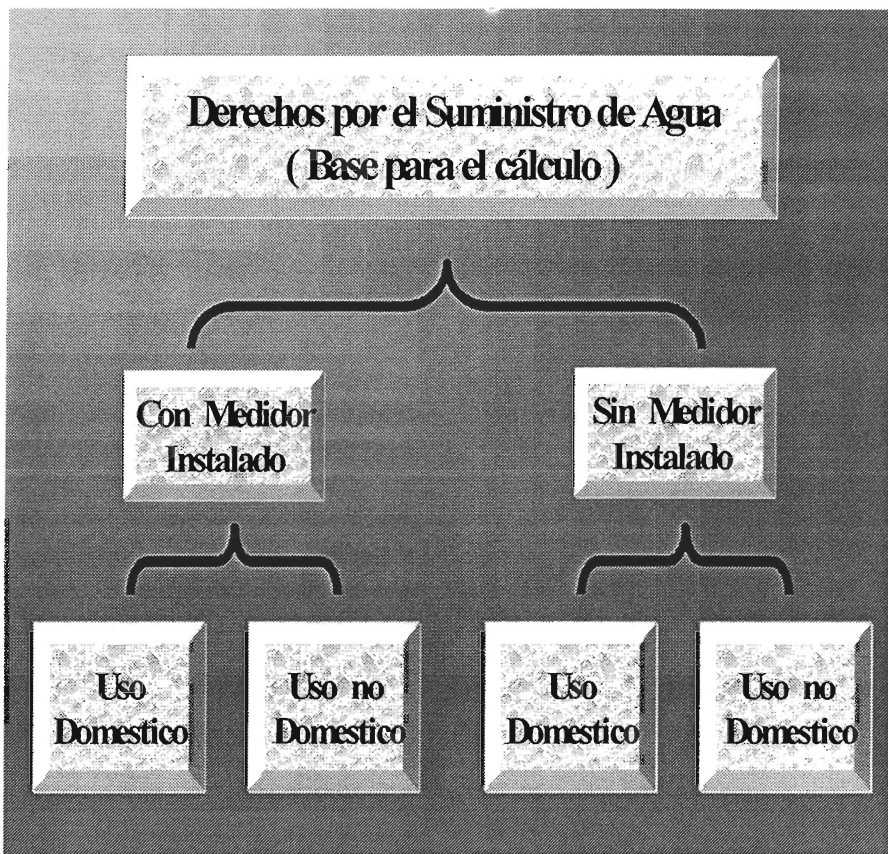 Derechos por el Suministro de Agua
( Base para el cálculo )
Con Medidor
Instalado
Sin Medidor
Instalado
Uso
Domestico
Uso no
Domestico
Uso
Domestico
Uso no
Domestico